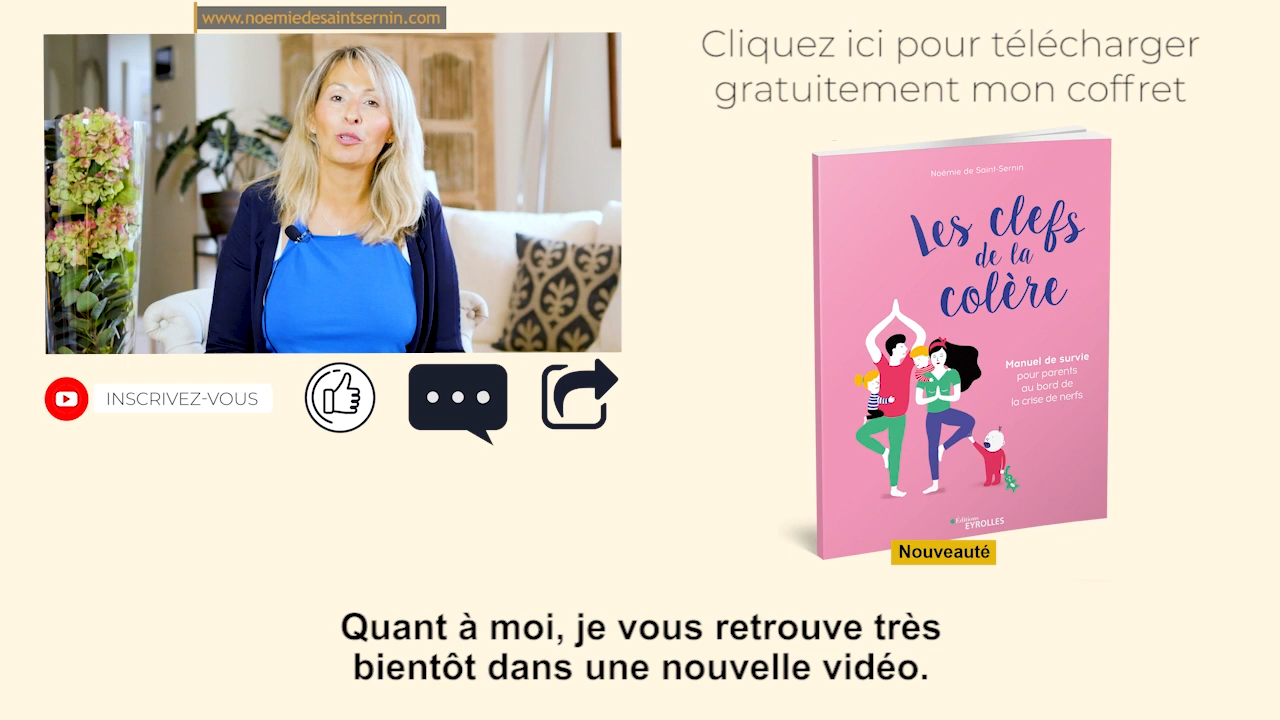 www.noemiedesaintsernin.com
Cliquez ici pour télécharger
gratuitement mon coffret
Noémie de Saint-Sernin
Les clefs
de la
colère
Manuel de survie
pour parents
au bord de
la crise de nerfs
Editions
EYROLLES
Nouveauté
INSCRIVEZ-VOUS
Quant à moi, je vous retrouve très
bientôt dans une nouvelle vidéo.